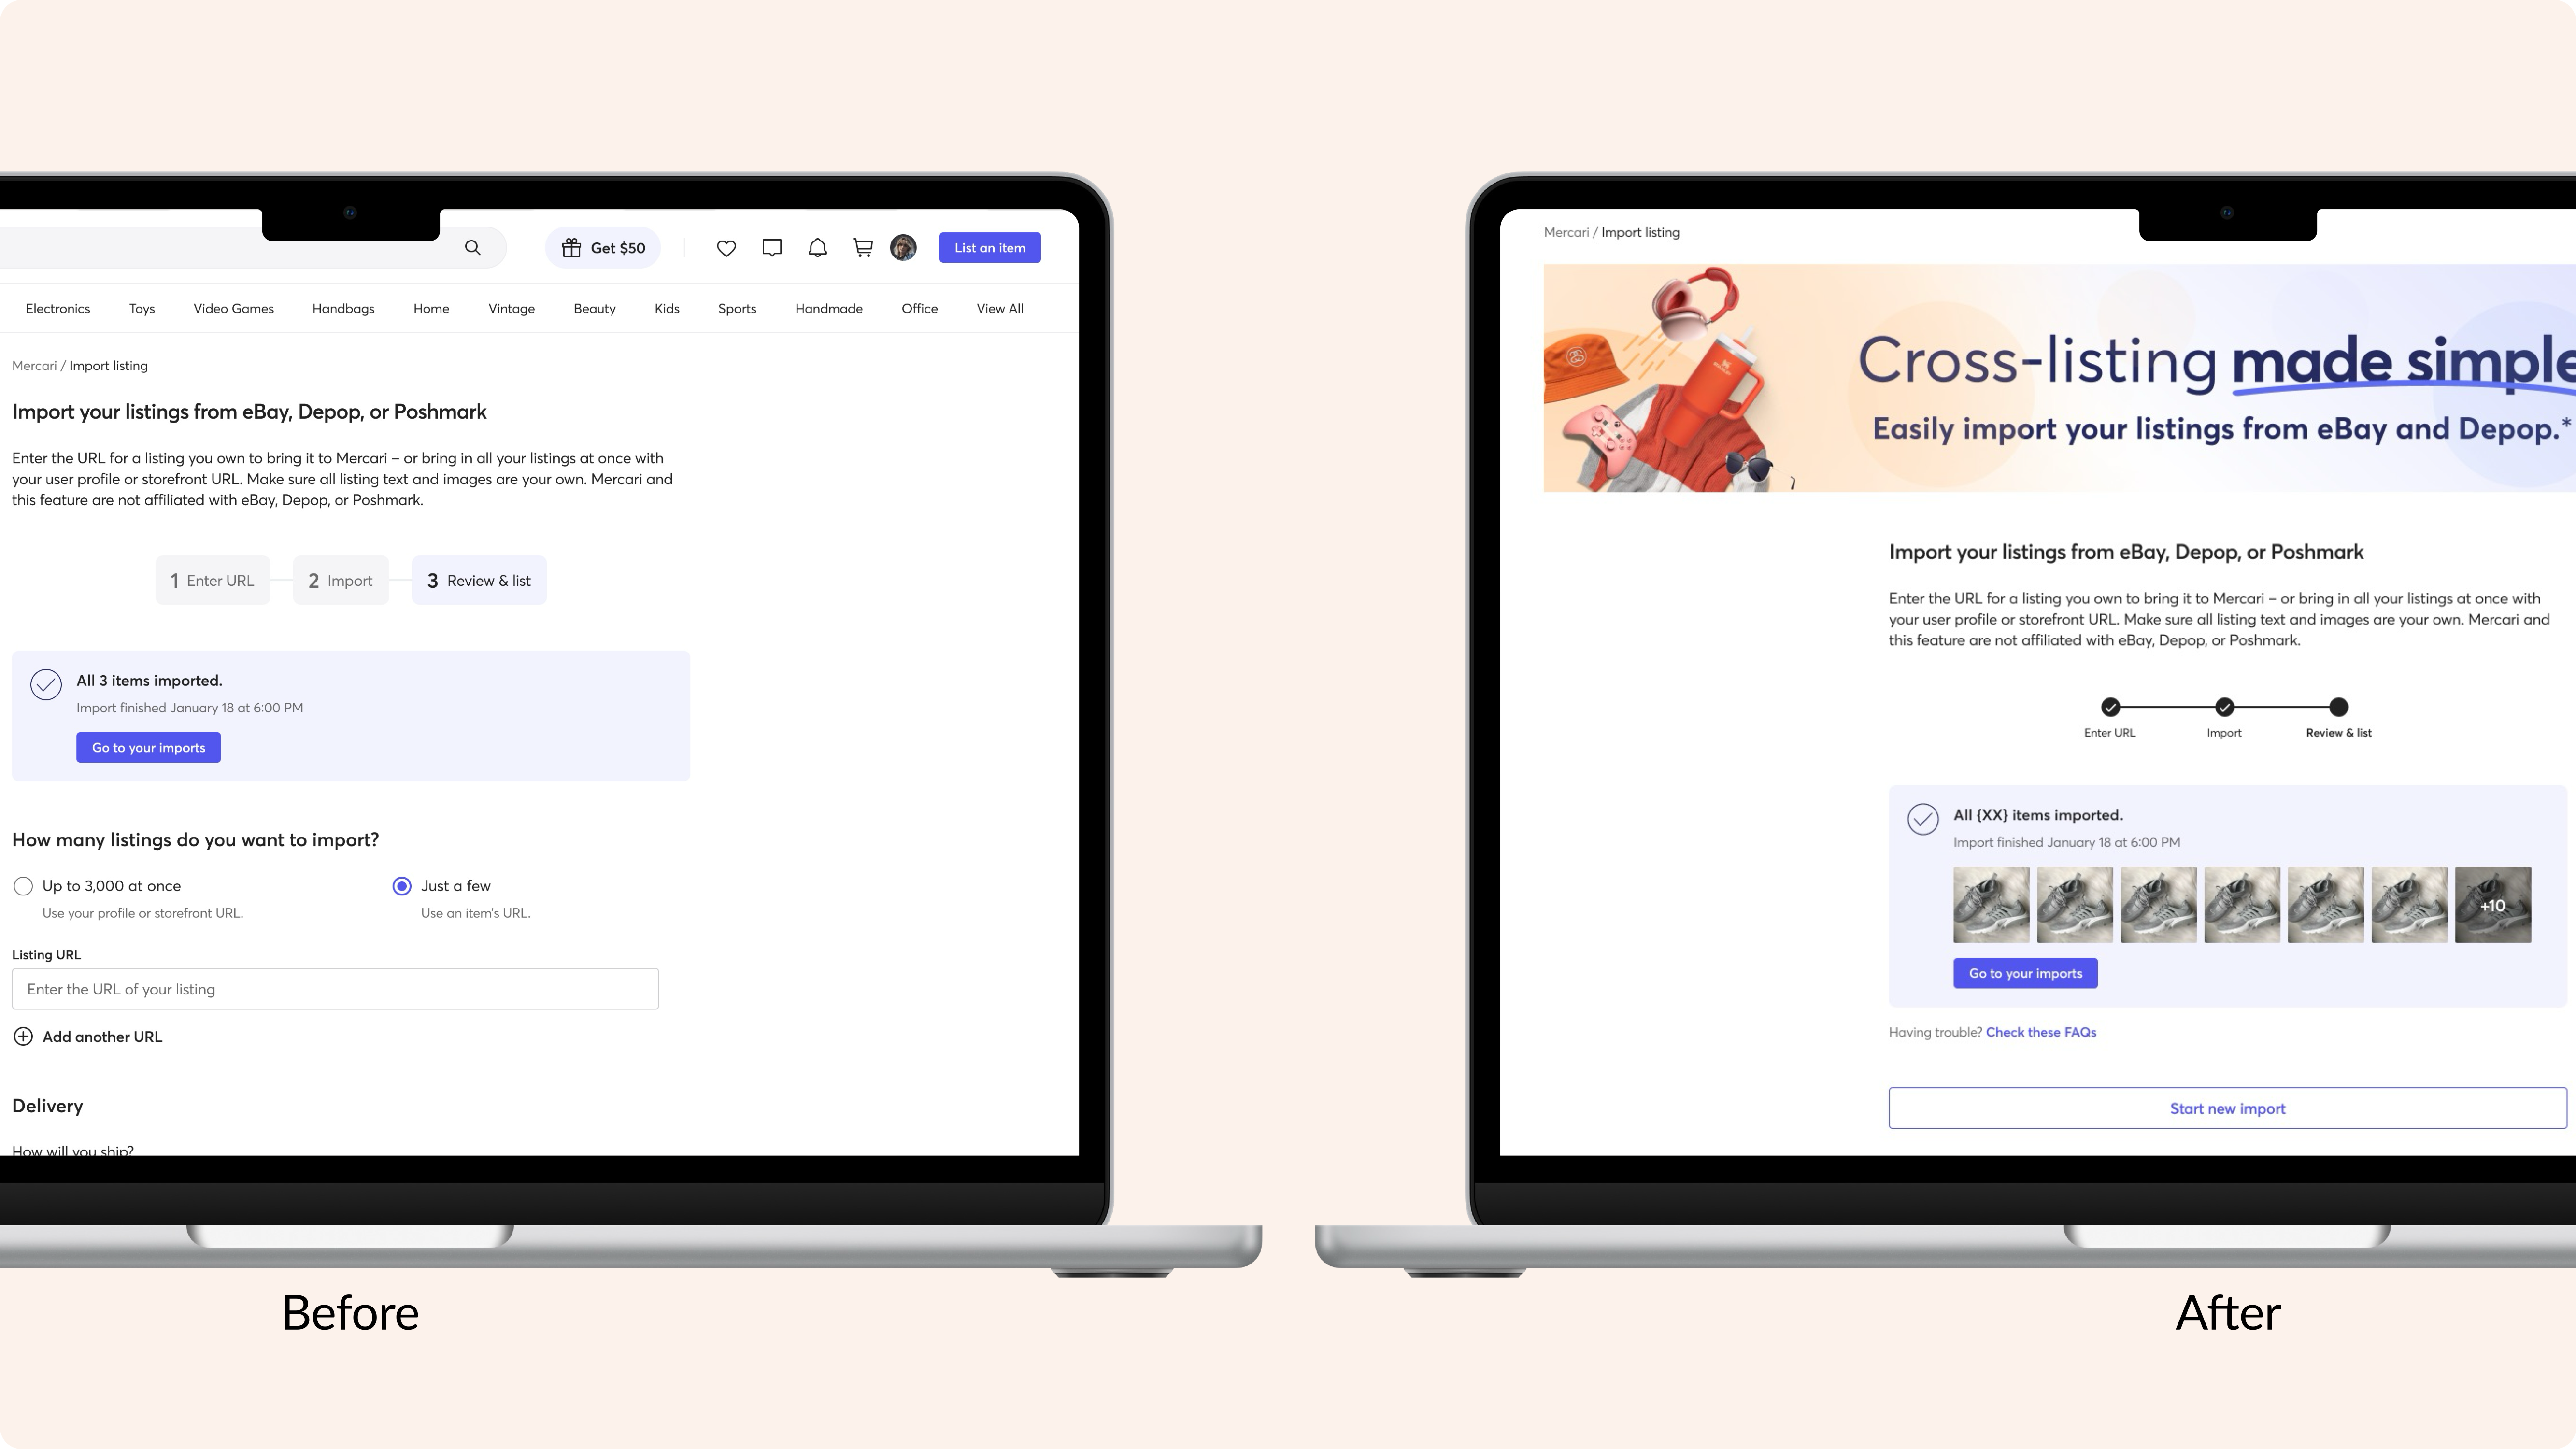 Get $50
List an item
Electronics Toys Video Games Handbags Home Vintage Beauty Kids Sports Handmade Office View All
Mercari / Import listing
Import your listings from eBay, Depop, or Poshmark
Enter the URL for a listing you own to bring it to Mercari – or bring in all your listings at once with
your user profile or storefront URL. Make sure all listing text and images are your own. Mercari and
this feature are not affiliated with eBay, Depop, or Poshmark.
1 Enter URL 2 Import 3 Review & list
All 3 items imported.
Import finished January 18 at 6:00 PM
Go to your imports
How many listings do you want to import?
Up to 3,000 at once Just a few
Use your profile or storefront URL. Use an item's URL.
Listing URL
Enter the URL of your listing
Add another URL
Delivery
How will you ship?
Before
Mercari / Import listing
Cross-listing made simple
Easily import your listings from eBay and Depop.*
Import your listings from eBay, Depop, or Poshmark
Enter the URL for a listing you own to bring it to Mercari – or bring in all your listings at once with
your user profile or storefront URL. Make sure all listing text and images are your own. Mercari and
this feature are not affiliated with eBay, Depop, or Poshmark.
Enter URL Import Review & list
All {XX} items imported.
Import finished January 18 at 6:00 PM
+10
Go to your imports
Having trouble? Check these FAQs
Start new import
After